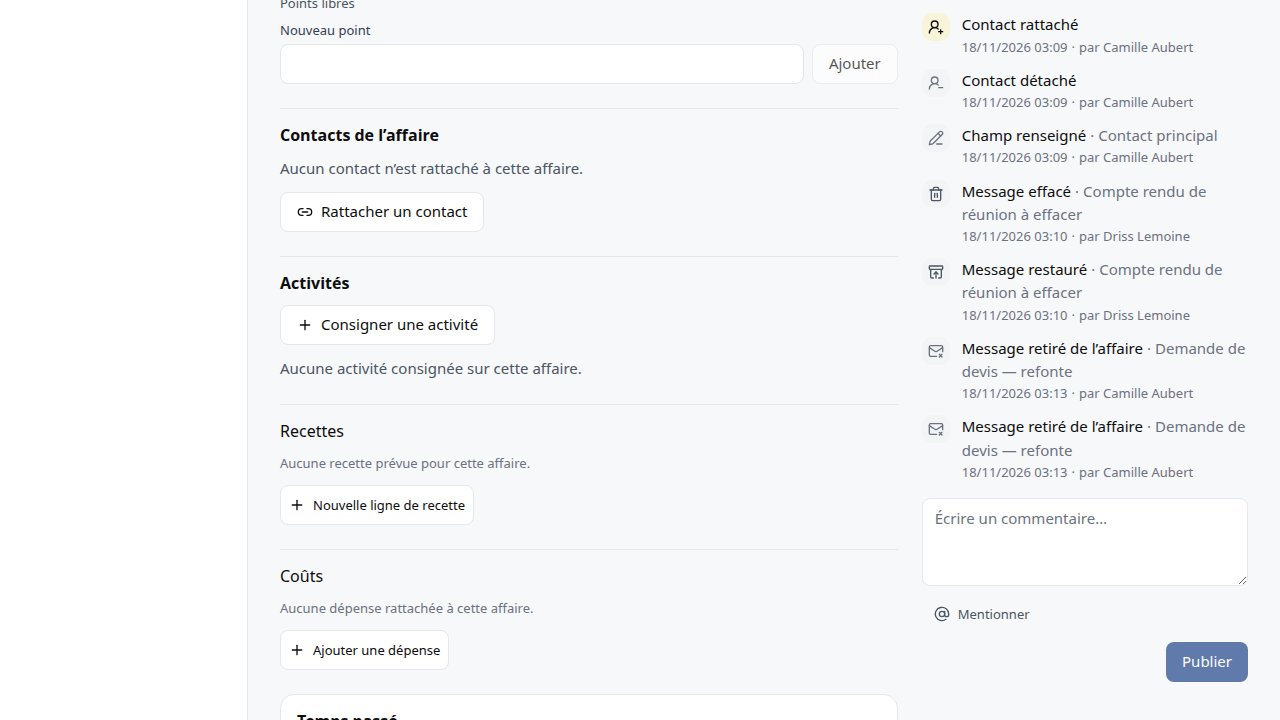 Points libres
Nouveau point
Ajouter
Contacts de l’affaire
Aucun contact n’est rattaché à cette affaire.
Rattacher un contact
Activités
Consigner une activité
Aucune activité consignée sur cette affaire.
Recettes
Aucune recette prévue pour cette affaire.
Nouvelle ligne de recette
Coûts
Aucune dépense rattachée à cette affaire.
Ajouter une dépense
Temps passé
Contact rattaché
18/11/2026 03:09 · par Camille Aubert
Contact détaché
18/11/2026 03:09 · par Camille Aubert
Champ renseigné · Contact principal
18/11/2026 03:09 · par Camille Aubert
Message effacé · Compte rendu de
réunion à effacer
18/11/2026 03:10 · par Driss Lemoine
Message restauré · Compte rendu de
réunion à effacer
18/11/2026 03:10 · par Driss Lemoine
Message retiré de l’affaire · Demande de
devis — refonte
18/11/2026 03:13 · par Camille Aubert
Message retiré de l’affaire · Demande de
devis — refonte
18/11/2026 03:13 · par Camille Aubert
Écrire un commentaire…
Mentionner
Publier